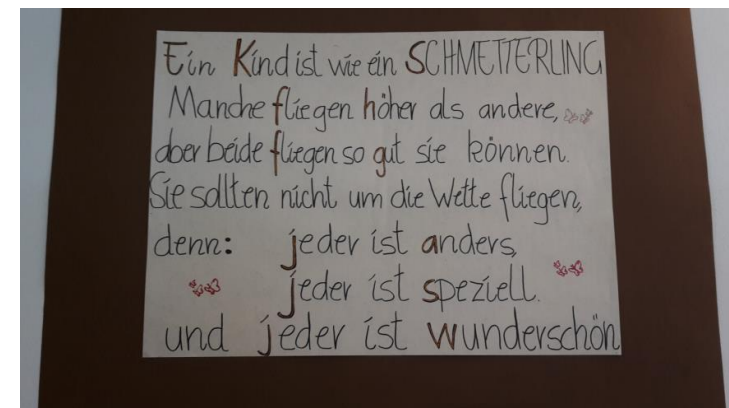 Ein Kind ist wie ein SCHMETTERLING
Manche fliegen höher als andere,
aber beide fliegen so gut sie können.
Sie sollten nicht um die Wette fliegen,
denn: jeder ist anders,
jeder ist speziell.
und jeder ist wunderschön